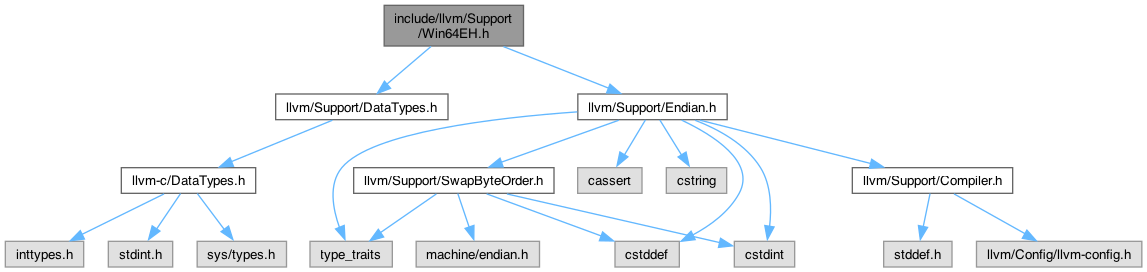 include/llvm/Support
/Win64EH.h
llvm/Support/DataTypes.h
llvm/Support/Endian.h
llvm-c/DataTypes.h
llvm/Support/SwapByteOrder.h
cassert
cstring
llvm/Support/Compiler.h
inttypes.h
stdint.h
sys/types.h
type_traits
machine/endian.h
cstddef
cstdint
stddef.h
llvm/Config/llvm-config.h